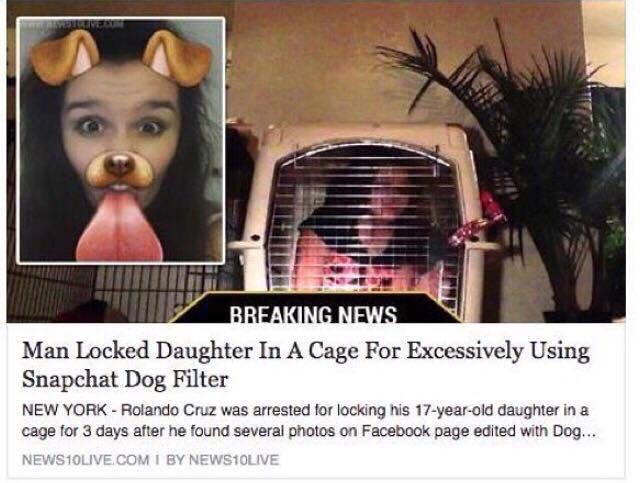 NEWS10LIVE.COM
BREAKING NEWS
Man Locked Daughter In A Cage For Excessively Using
Snapchat Dog Filter
NEW YORK - Rolando Cruz was arrested for locking his 17-year-old daughter in a
cage for 3 days after he found several photos on Facebook page edited with Dog...
NEWS10LIVE.COM I BY NEWS10LIVE